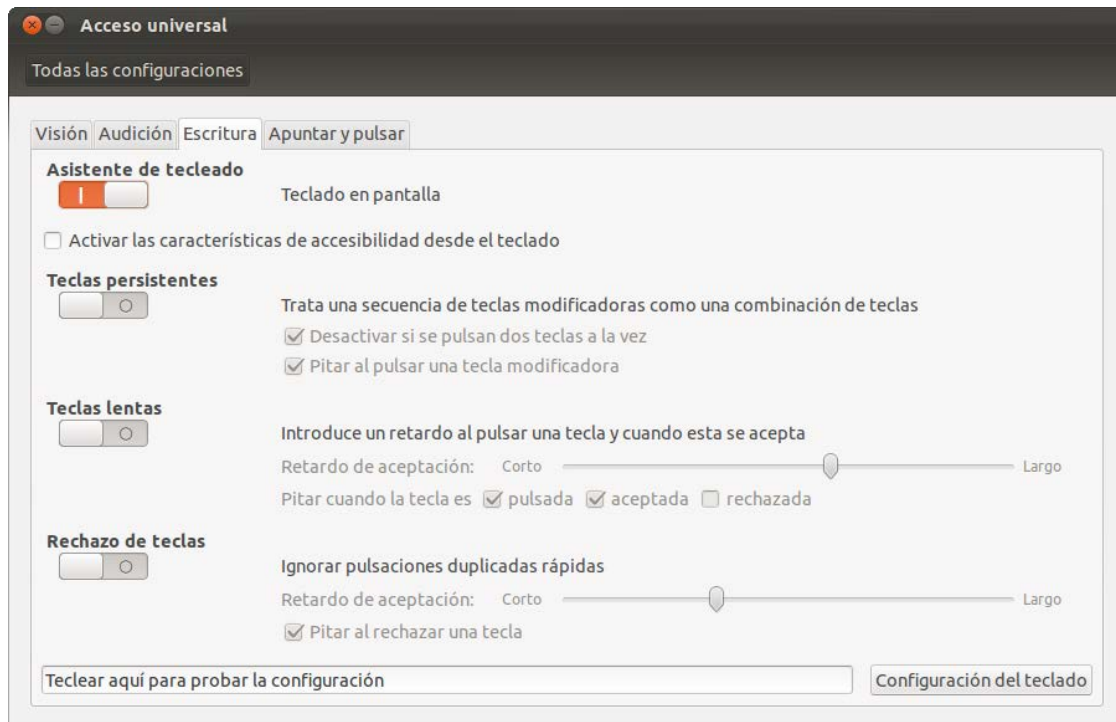 Acceso universal
Todas las configuraciones
Visión Audición Escritura Apuntar y pulsar
Asistente de tecleado
Teclado en pantalla
Activar las características de accesibilidad desde el teclado
Teclas persistentes
Trata una secuencia de teclas modificadoras como una combinación de teclas
Desactivar si se pulsan dos teclas a la vez
Pitar al pulsar una tecla modificadora
Teclas lentas
Introduce un retardo al pulsar una tecla y cuando esta se acepta
Retardo de aceptación: Corto Largo
Pitar cuando la tecla es pulsada aceptada rechazada
Rechazo de teclas
Ignorar pulsaciones duplicadas rápidas
Retardo de aceptación: Corto Largo
Pitar al rechazar una tecla
Teclear aquí para probar la configuración Configuración del teclado